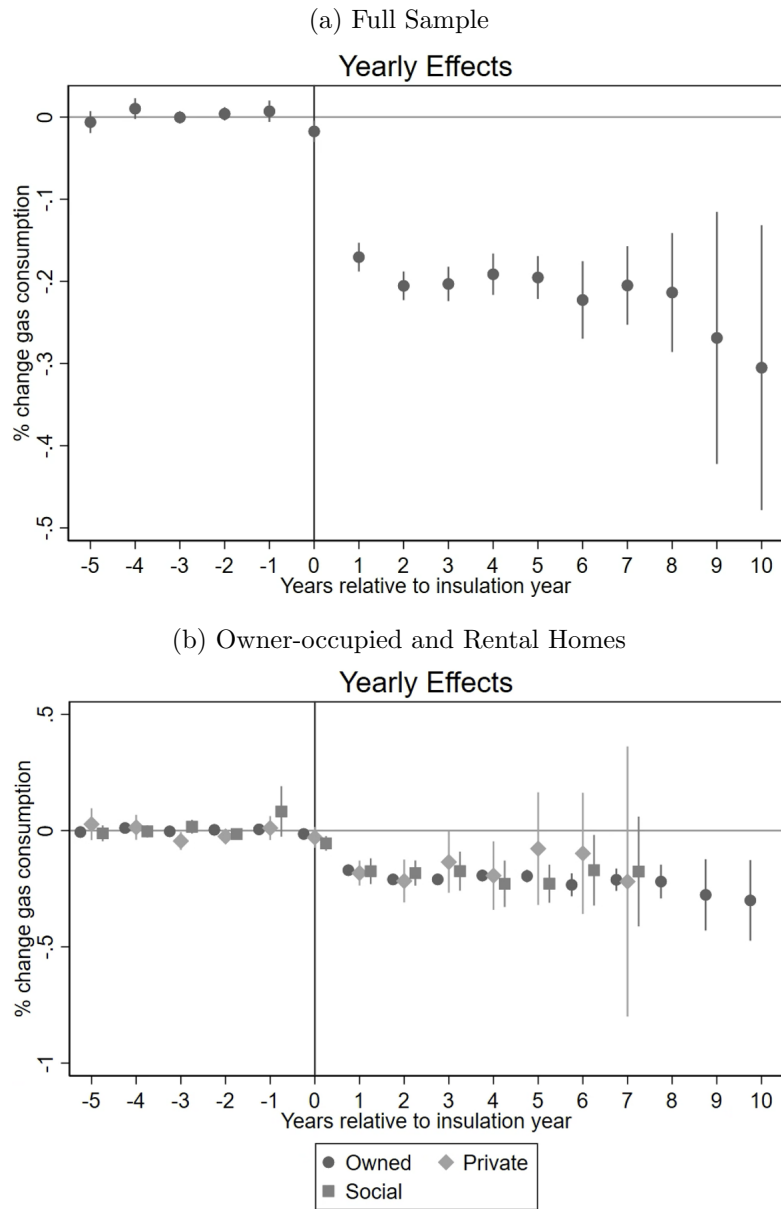 (a) Full Sample
Yearly Effects
% change gas consumption
0
-.1
-.2
-.3
-.4
-.5
-5 -4 -3 -2 -1 0 1 2 3 4 5 6 7 8 9 10
Years relative to insulation year
(b) Owner-occupied and Rental Homes
Yearly Effects
% change gas consumption
.5
0
-.5
-1
-5 -4 -3 -2 -1 0 1 2 3 4 5 6 7 8 9 10
Years relative to insulation year
Owned Private
Social